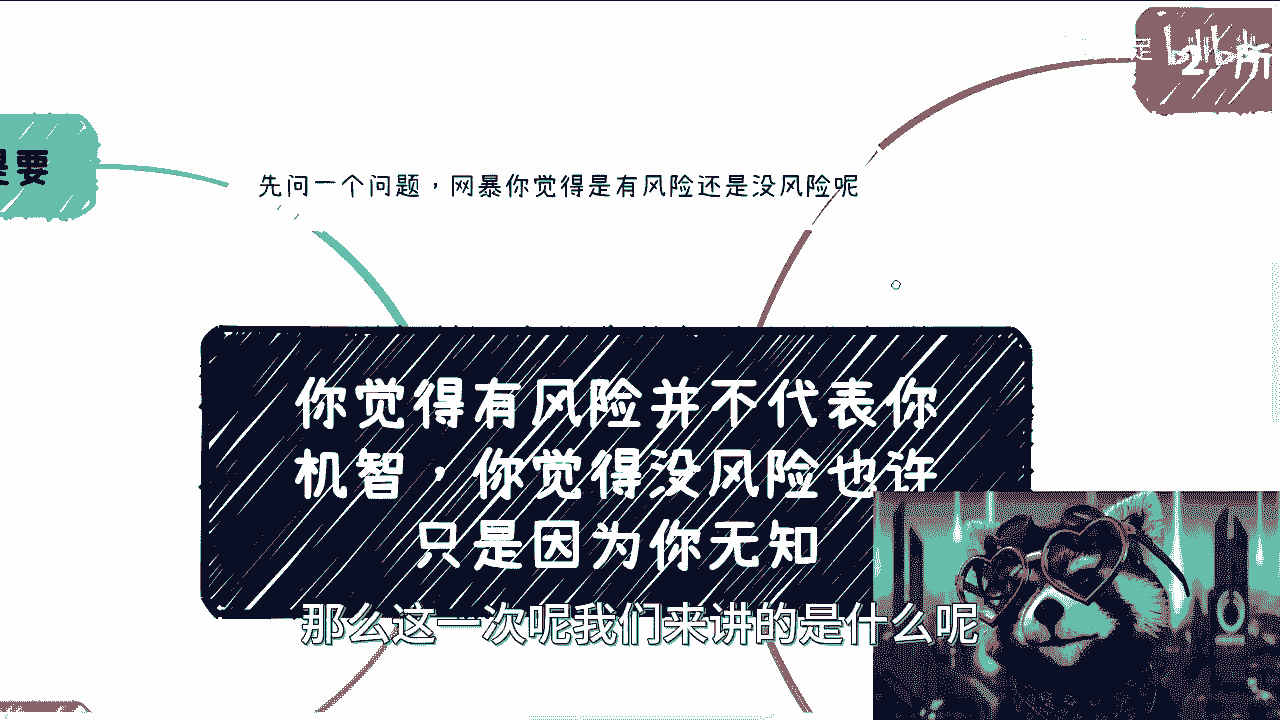 是要
先问一个问题，网暴你觉得是有风险还是没风险呢
你觉得有风险并不代表你
机智，你觉得没风险也许
只是因为你无知
那么这一次呢我们来讲的是什么呢